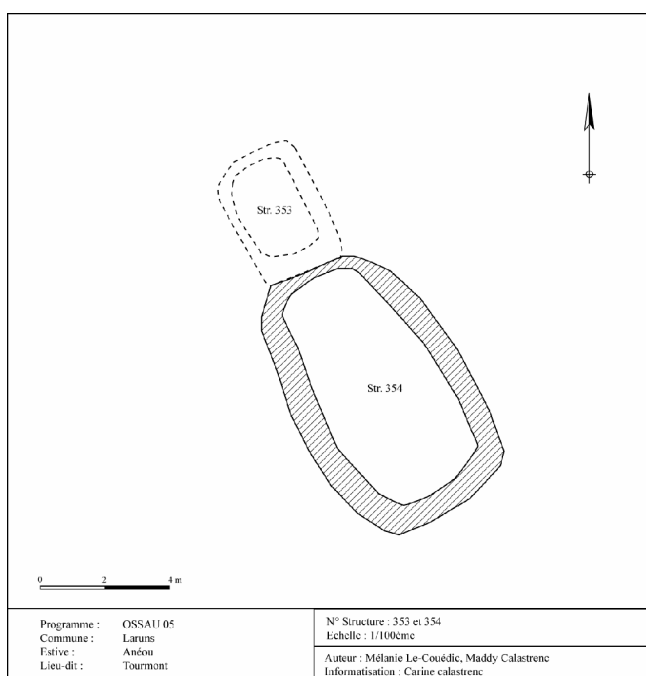 Str. 353
Str. 354
0 2 4 m
Programme : OSSAU 05
Commune : Laruns
Estive : Anéou
Lieu-dit : Tourmont
N° Structure : 353 et 354
Echelle : 1/100ème
Auteur : Mélanie Le-Couédic, Maddy Calastrenc
Informatisation : Carine calastrenc